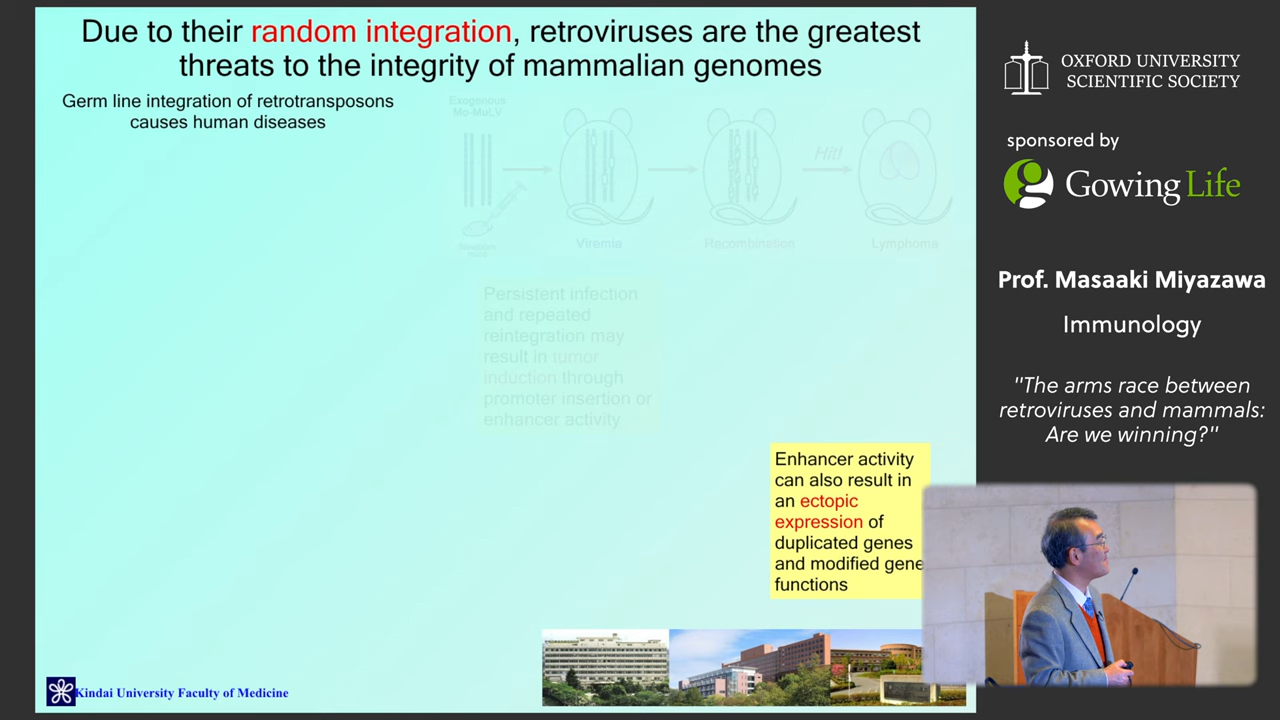 Due to their random integration, retroviruses are the greatest
threats to the integrity of mammalian genomes
Germ line integration of retrotransposons
causes human diseases
Exogenous
Mo-MuLV
Hit!
Newborn
mice
Viremia
Recombination
Lymphoma
Persistent infection
and repeated
reintegration may
result in tumor
induction through
promoter insertion or
enhancer activity
Enhancer activity
can also result in
an ectopic
expression of
duplicated genes
and modified gene
functions
Kindai University Faculty of Medicine
OXFORD UNIVERSITY
SCIENTIFIC SOCIETY
sponsored by
Gowing Life
Prof. Masaaki Miyazawa
Immunology
"The arms race between
retroviruses and mammals:
Are we winning?"